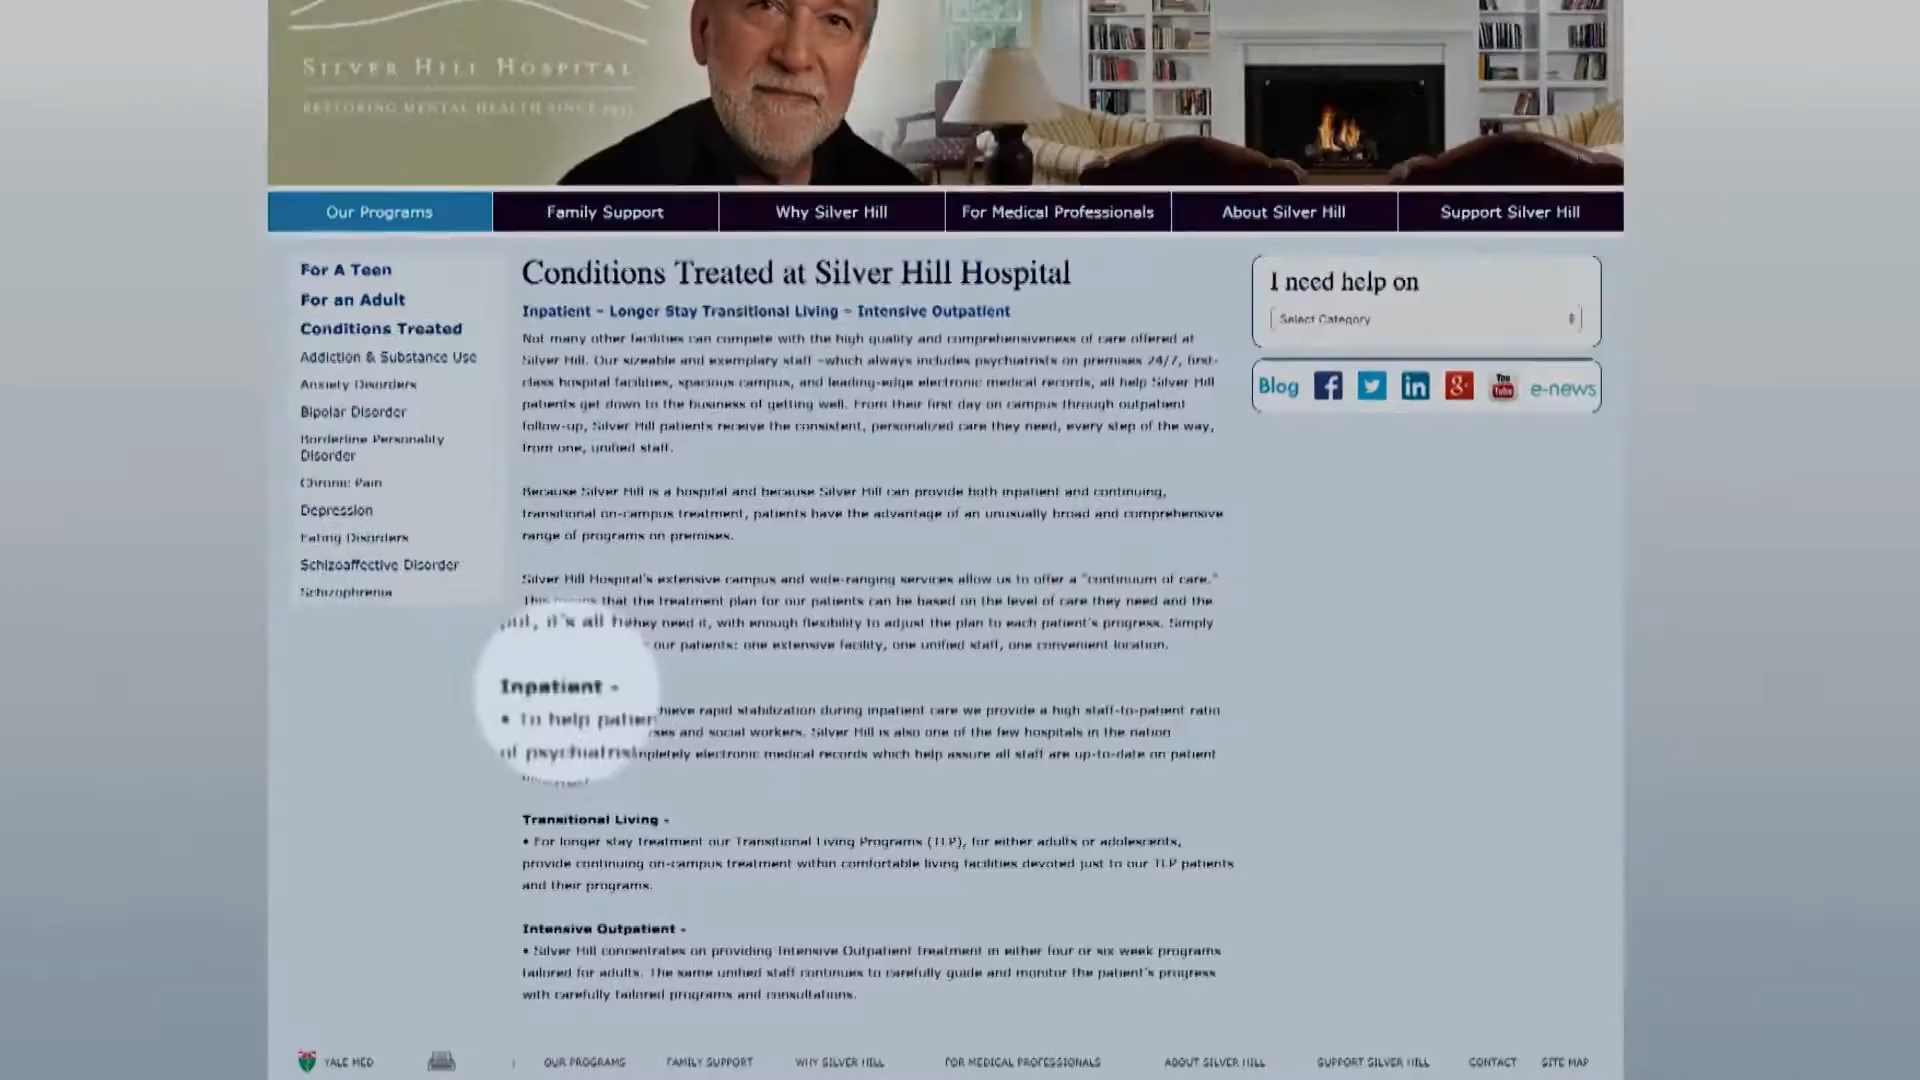 SILVER HILL HOSPITAL
RESTORING MENTAL HEALTH SINCE
Our Programs
Family Support
Why Silver Hill
For Medical Professionals
About Silver Hill
Support Silver Hill
For A Teen
For an Adult
Conditions Treated
Addiction & Substance Use
Anxiety Disorders
Bipolar Disorder
Borderline Personality
Disorder
Chronic Pain
Depression
Eating Disorders
Schizoaffective Disorder
Schizophrenia
Conditions Treated at Silver Hill Hospital
Inpatient – Longer Stay Transitional Living – Intensive Outpatient
Not many other facilities can compete with the high quality and comprehensiveness of care offered at
Silver Hill. Our sizeable and exemplary staff –which always includes psychiatrists on premises 24/7, first-
class hospital facilities, spacious campus, and leading-edge electronic medical records, all help Silver Hill
patients get down to the business of getting well. From their first day on campus through outpatient
follow-up, Silver Hill patients receive the consistent, personalized care they need, every step of the way,
from one, unified staff.
Because Silver Hill is a hospital and because Silver Hill can provide both inpatient and continuing,
transitional on-campus treatment, patients have the advantage of an unusually broad and comprehensive
range of programs on premises.
Silver Hill Hospital's extensive campus and wide-ranging services allow us to offer a "continuum of care."
This means that the treatment plan for our patients can be based on the level of care they need and the
put, it's all he hey need it, with enough flexibility to adjust the plan to each patient's progress. Simply
our patients: one extensive facility, one unified staff, one convenient location.
Inpatient -
• To help patien hieve rapid stabilization during inpatient care we provide a high staff-to-patient ratio
rses and social workers. Silver Hill is also one of the few hospitals in the nation
of psychiatrist mpletely electronic medical records which help assure all staff are up-to-date on patient
Transitional Living -
• For longer stay treatment our Transitional Living Programs (TLP), for either adults or adolescents,
provide continuing on-campus treatment within comfortable living facilities devoted just to our TLP patients
and their programs.
Intensive Outpatient -
• Silver Hill concentrates on providing Intensive Outpatient treatment in either four or six week programs
tailored for adults. The same unified staff continues to carefully guide and monitor the patient's progress
with carefully tailored programs and consultations.
I need help on
Select Category
Blog
You
Tube
e-news
YALE MED
OUR PROGRAMS
FAMILY SUPPORT
WHY SILVER HILL
FOR MEDICAL PROFESSIONALS
ABOUT SILVER HILL
SUPPORT SILVER HILL
CONTACT
SITE MAP